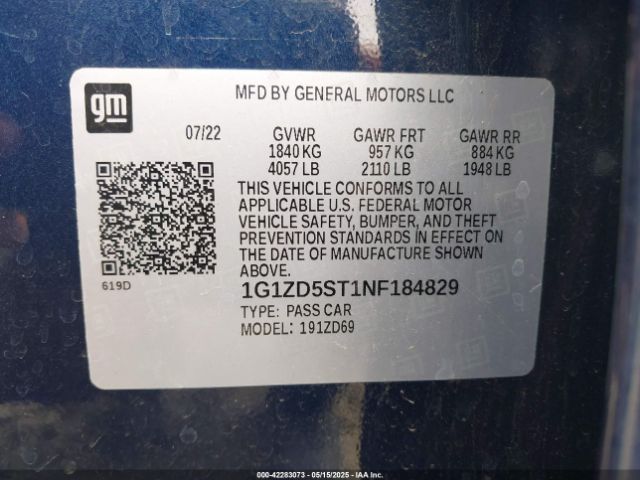 gm
MFD BY GENERAL MOTORS LLC
07/22 GVWR GAWR FRT GAWR RR
1840 KG 957 KG 884 KG
4057 LB 2110 LB 1948 LB
THIS VEHICLE CONFORMS TO ALL
APPLICABLE U.S. FEDERAL MOTOR
VEHICLE SAFETY, BUMPER, AND THEFT
PREVENTION STANDARDS IN EFFECT ON
THE DATE OF MANUFACTURE SHOWN
ABOVE.
619D
1G1ZD5ST1NF184829
TYPE: PASS CAR
MODEL: 191ZD69
000-42283073 - 05/15/2025 - IAAI.COM